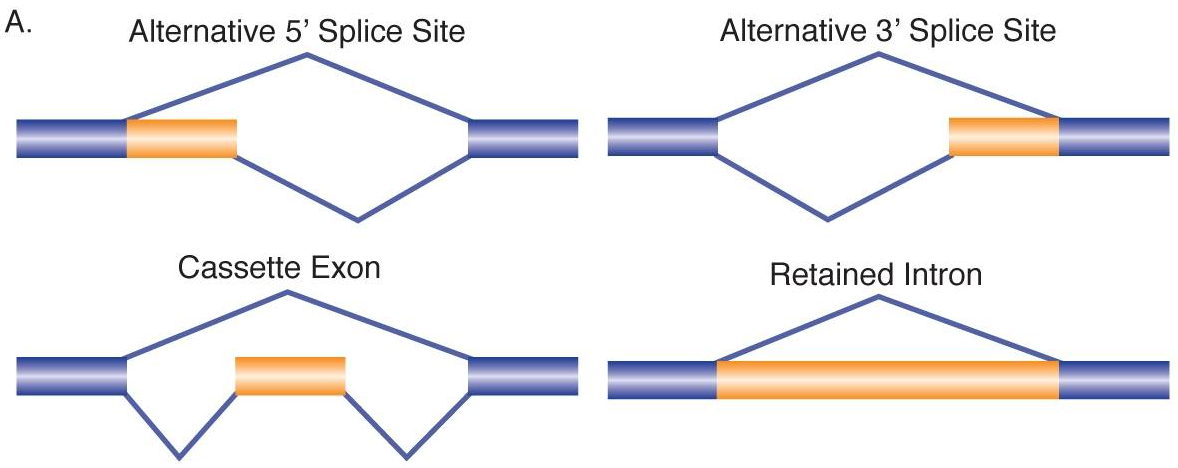 A.
Alternative 5’ Splice Site
Alternative 3’ Splice Site
Cassette Exon
Retained Intron